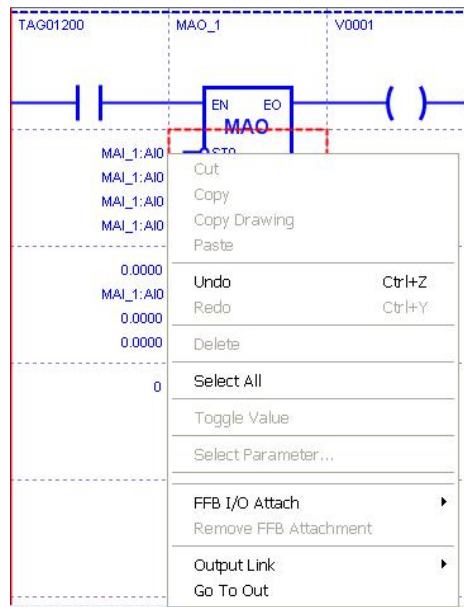 TAG01200 MAO_1 V0001
EN EO
MAO
MAI_1:AI0
MAI_1:AI0
MAI_1:AI0
MAI_1:AI0
0.0000
MAI_1:AI0
0.0000
0.0000
0
Cut
Copy
Copy Drawing
Paste
Undo Ctrl+Z
Redo Ctrl+Y
Delete
Select All
Toggle Value
Select Parameter...
FFB I/O Attach
Remove FFB Attachment
Output Link
Go To Out